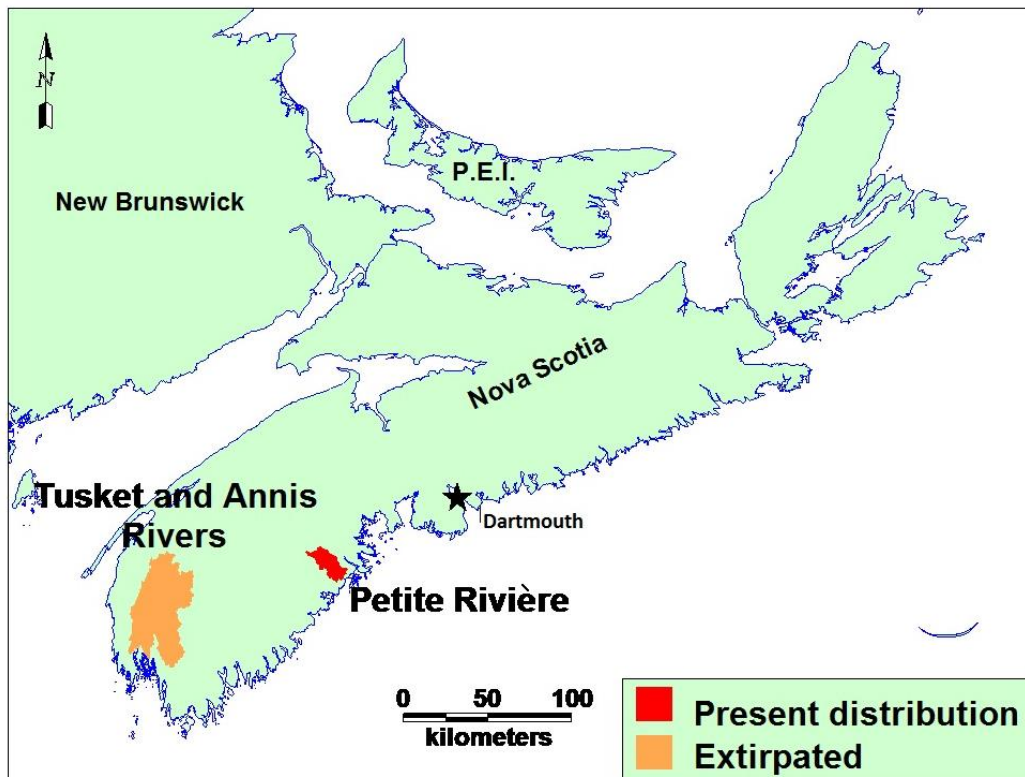 N
New Brunswick
P.E.I.
Nova Scotia
Tusket and Annis
Rivers
Dartmouth
Petite Rivière
0 50 100
kilometers
Present distribution
Extirpated